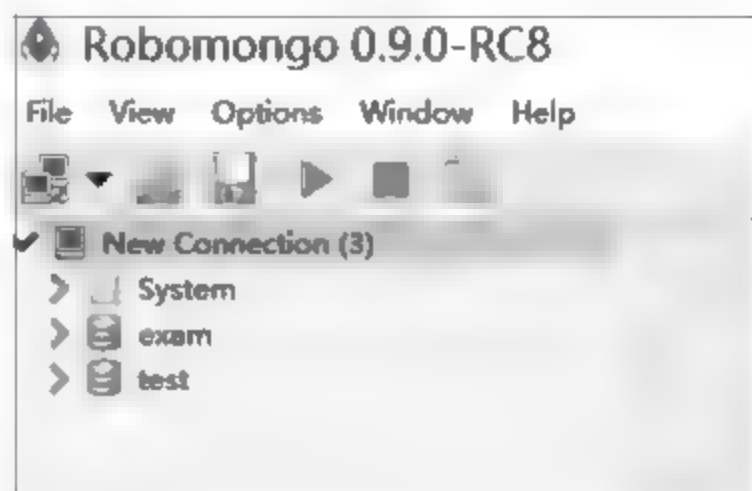 Robomongo 0.9.0-RC8
File View Options Window Help
New Connection (3)
System
exam
test